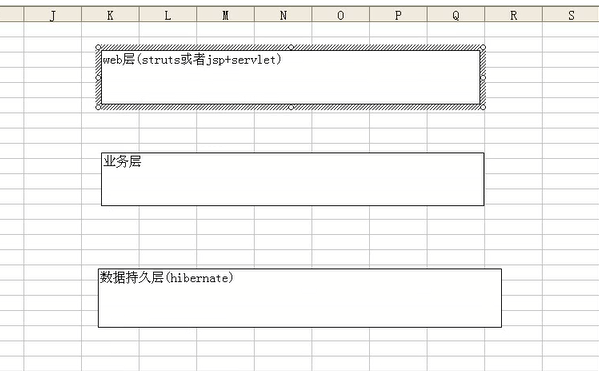 J K L M N O P Q R S
web层(struts或者jsp+servlet)
业务层
数据持久层(hibernate)